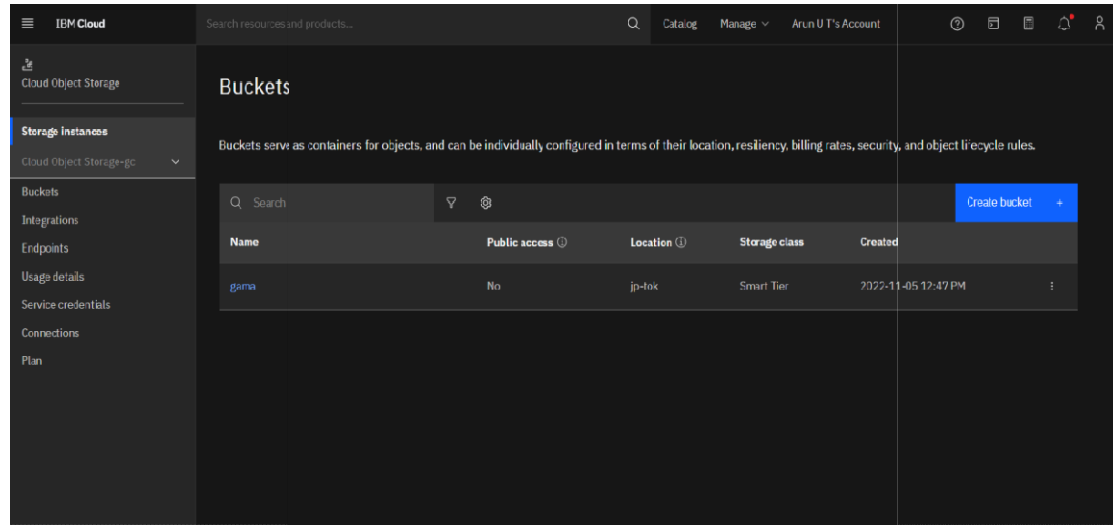 IBM Cloud
Search resources and products...
Catalog
Manage
Arun U T's Account
Cloud Object Storage
Storage instances
Cloud Object Storage-gc
Buckets
Integrations
Endpoints
Usage details
Service credentials
Connections
Plan
Buckets
Buckets serve as containers for objects, and can be individually configured in terms of their location, resiliency, billing rates, security, and object lifecycle rules.
Search
Create bucket +
Name Public access Location Storage class Created
gama No jp-tok Smart Tier 2022-11-05 12:47 PM